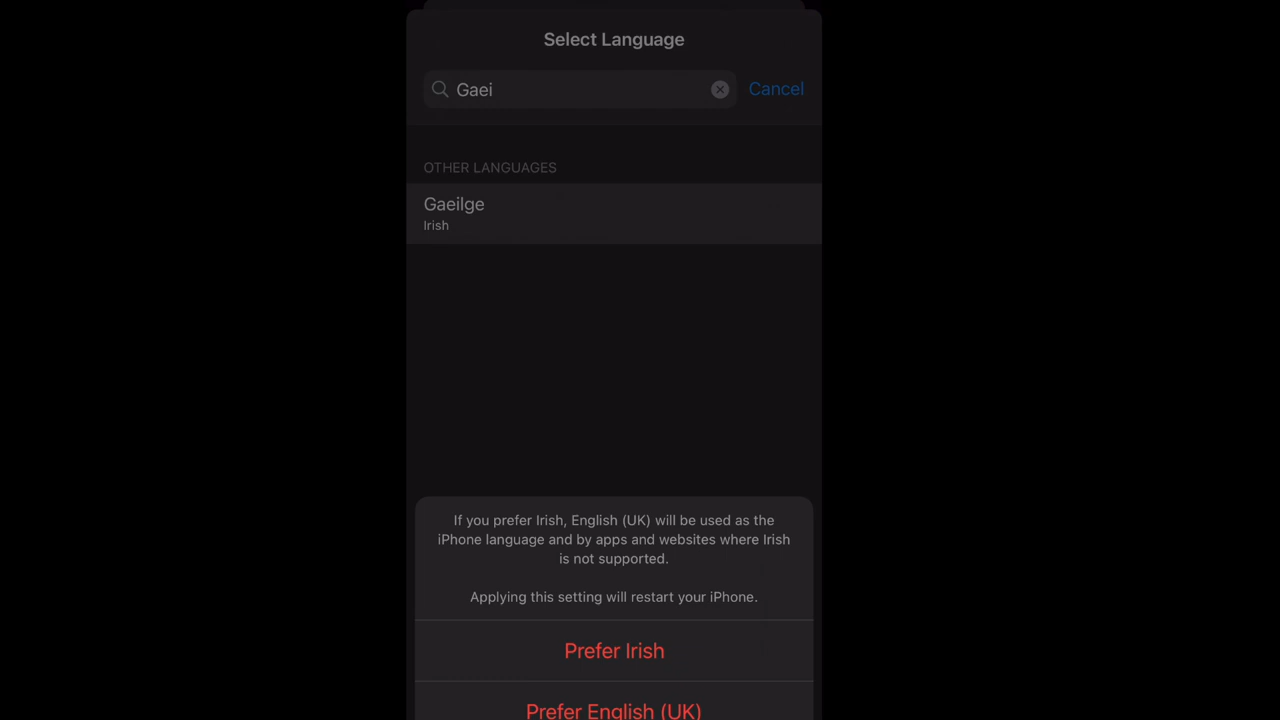 Select Language
Gaei
Cancel
OTHER LANGUAGES
Gaeilge
Irish
If you prefer Irish, English (UK) will be used as the
iPhone language and by apps and websites where Irish
is not supported.
Applying this setting will restart your iPhone.
Prefer Irish
Prefer English (UK)